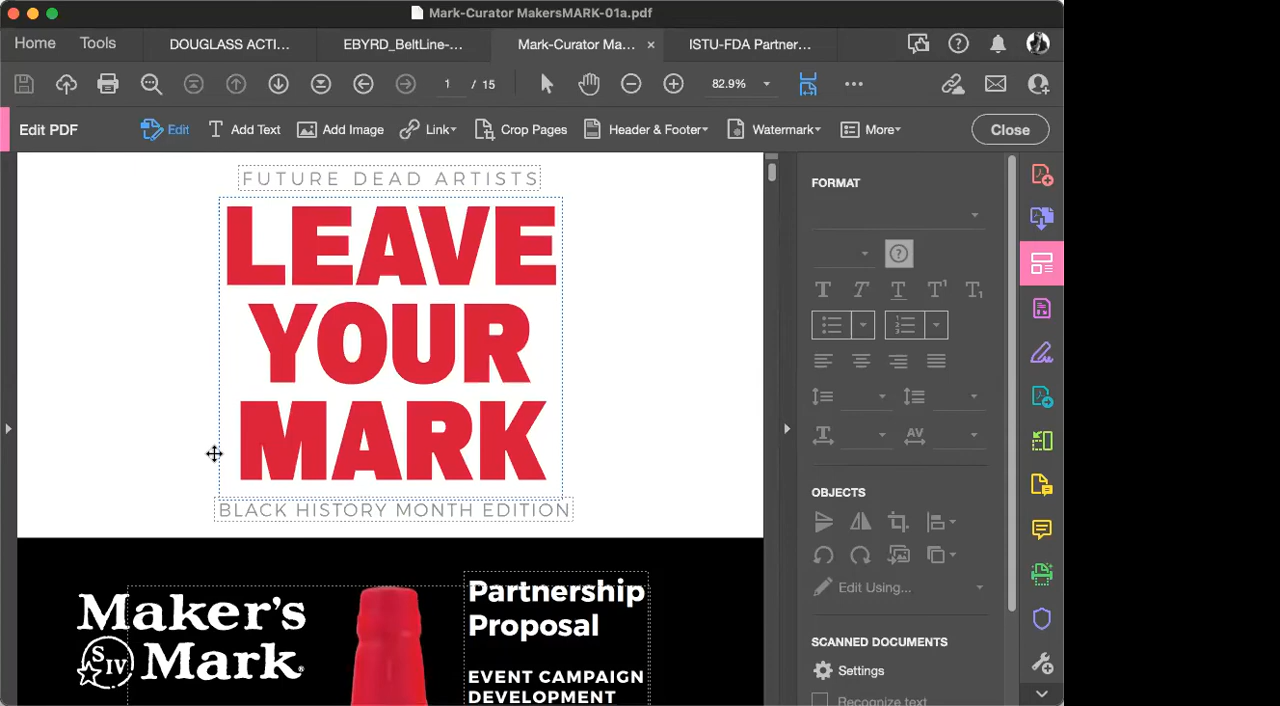 Mark-Curator MakersMARK-01a.pdf
Home Tools DOUGLASS ACTI... EBYRD_BeltLine-... Mark-Curator Ma... × ISTU-FDA Partner...
1 / 15 82.9%
Edit PDF Edit Add Text Add Image Link Crop Pages Header & Footer Watermark More Close
FUTURE DEAD ARTISTS
LEAVE
YOUR
MARK
BLACK HISTORY MONTH EDITION
Maker's
Mark
SIV
Partnership
Proposal
EVENT CAMPAIGN
DEVELOPMENT
FORMAT
OBJECTS
Edit Using...
SCANNED DOCUMENTS
Settings
Recognize text